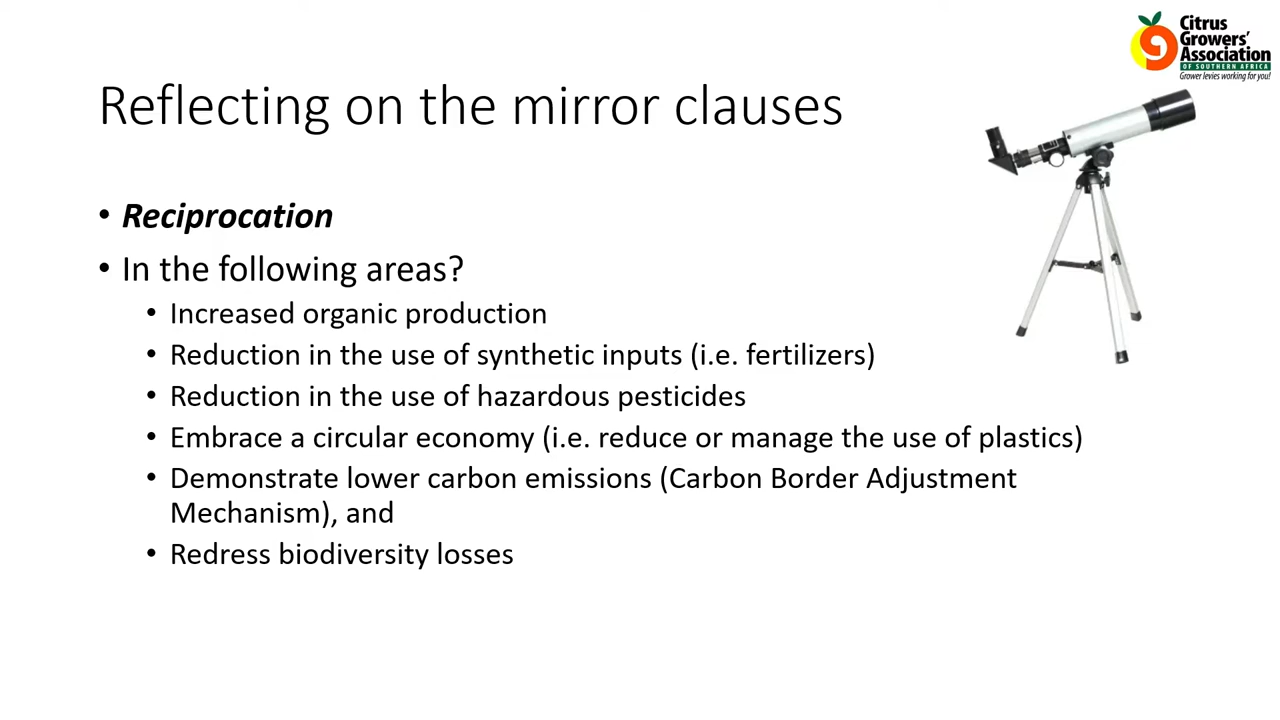 Citrus
Growers'
Association
OF SOUTHERN AFRICA
Grower levies working for you!
Reflecting on the mirror clauses
• Reciprocation
• In the following areas?
• Increased organic production
• Reduction in the use of synthetic inputs (i.e. fertilizers)
• Reduction in the use of hazardous pesticides
• Embrace a circular economy (i.e. reduce or manage the use of plastics)
• Demonstrate lower carbon emissions (Carbon Border Adjustment
Mechanism), and
• Redress biodiversity losses